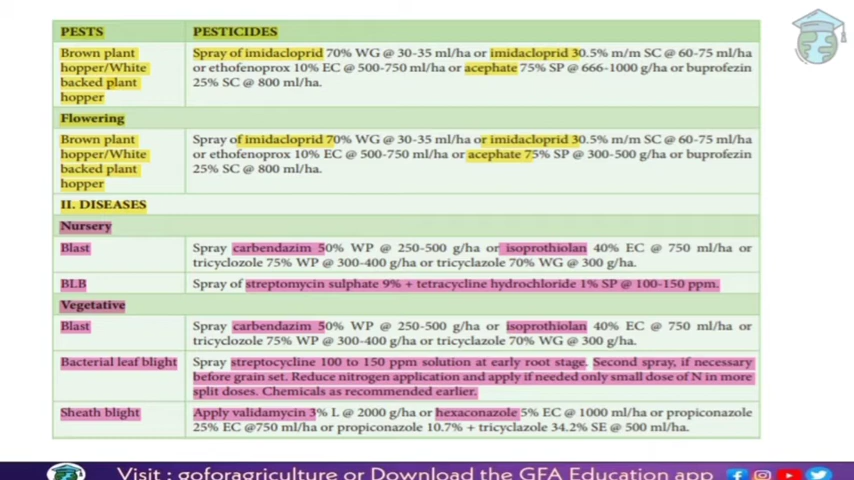 PESTS PESTICIDES
Brown plant hopper/White backed plant hopper
Spray of imidacloprid 70% WG @ 30-35 ml/ha or imidacloprid 30.5% m/m SC @ 60-75 ml/ha
or ethofenoprox 10% EC @ 500-750 ml/ha or acephate 75% SP @ 666-1000 g/ha or buprofezin
25% SC @ 800 ml/ha.
Flowering
Brown plant hopper/White backed plant hopper
Spray of imidacloprid 70% WG @ 30-35 ml/ha or imidacloprid 30.5% m/m SC @ 60-75 ml/ha
or ethofenoprox 10% EC @ 500-750 ml/ha or acephate 75% SP @ 300-500 g/ha or buprofezin
25% SC @ 800 ml/ha.
II. DISEASES
Nursery
Blast
Spray carbendazim 50% WP @ 250-500 g/ha or isoprothiolan 40% EC @ 750 ml/ha or
tricyclozole 75% WP @ 300-400 g/ha or tricyclazole 70% WG @ 300 g/ha.
BLB
Spray of streptomycin sulphate 9% + tetracycline hydrochloride 1% SP @ 100-150 ppm.
Vegetative
Blast
Spray carbendazim 50% WP @ 250-500 g/ha or isoprothiolan 40% EC @ 750 ml/ha or
tricyclozole 75% WP @ 300-400 g/ha or tricyclazole 70% WG @ 300 g/ha.
Bacterial leaf blight
Spray streptocycline 100 to 150 ppm solution at early root stage. Second spray, if necessary
before grain set. Reduce nitrogen application and apply if needed only small dose of N in more
split doses. Chemicals as recommended earlier.
Sheath blight
Apply validamycin 3% L @ 2000 g/ha or hexaconazole 5% EC @ 1000 ml/ha or propiconazole
25% EC @750 ml/ha or propiconazole 10.7% + tricyclazole 34.2% SE @ 500 ml/ha.
Visit : goforagriculture or Download the GFA Education app